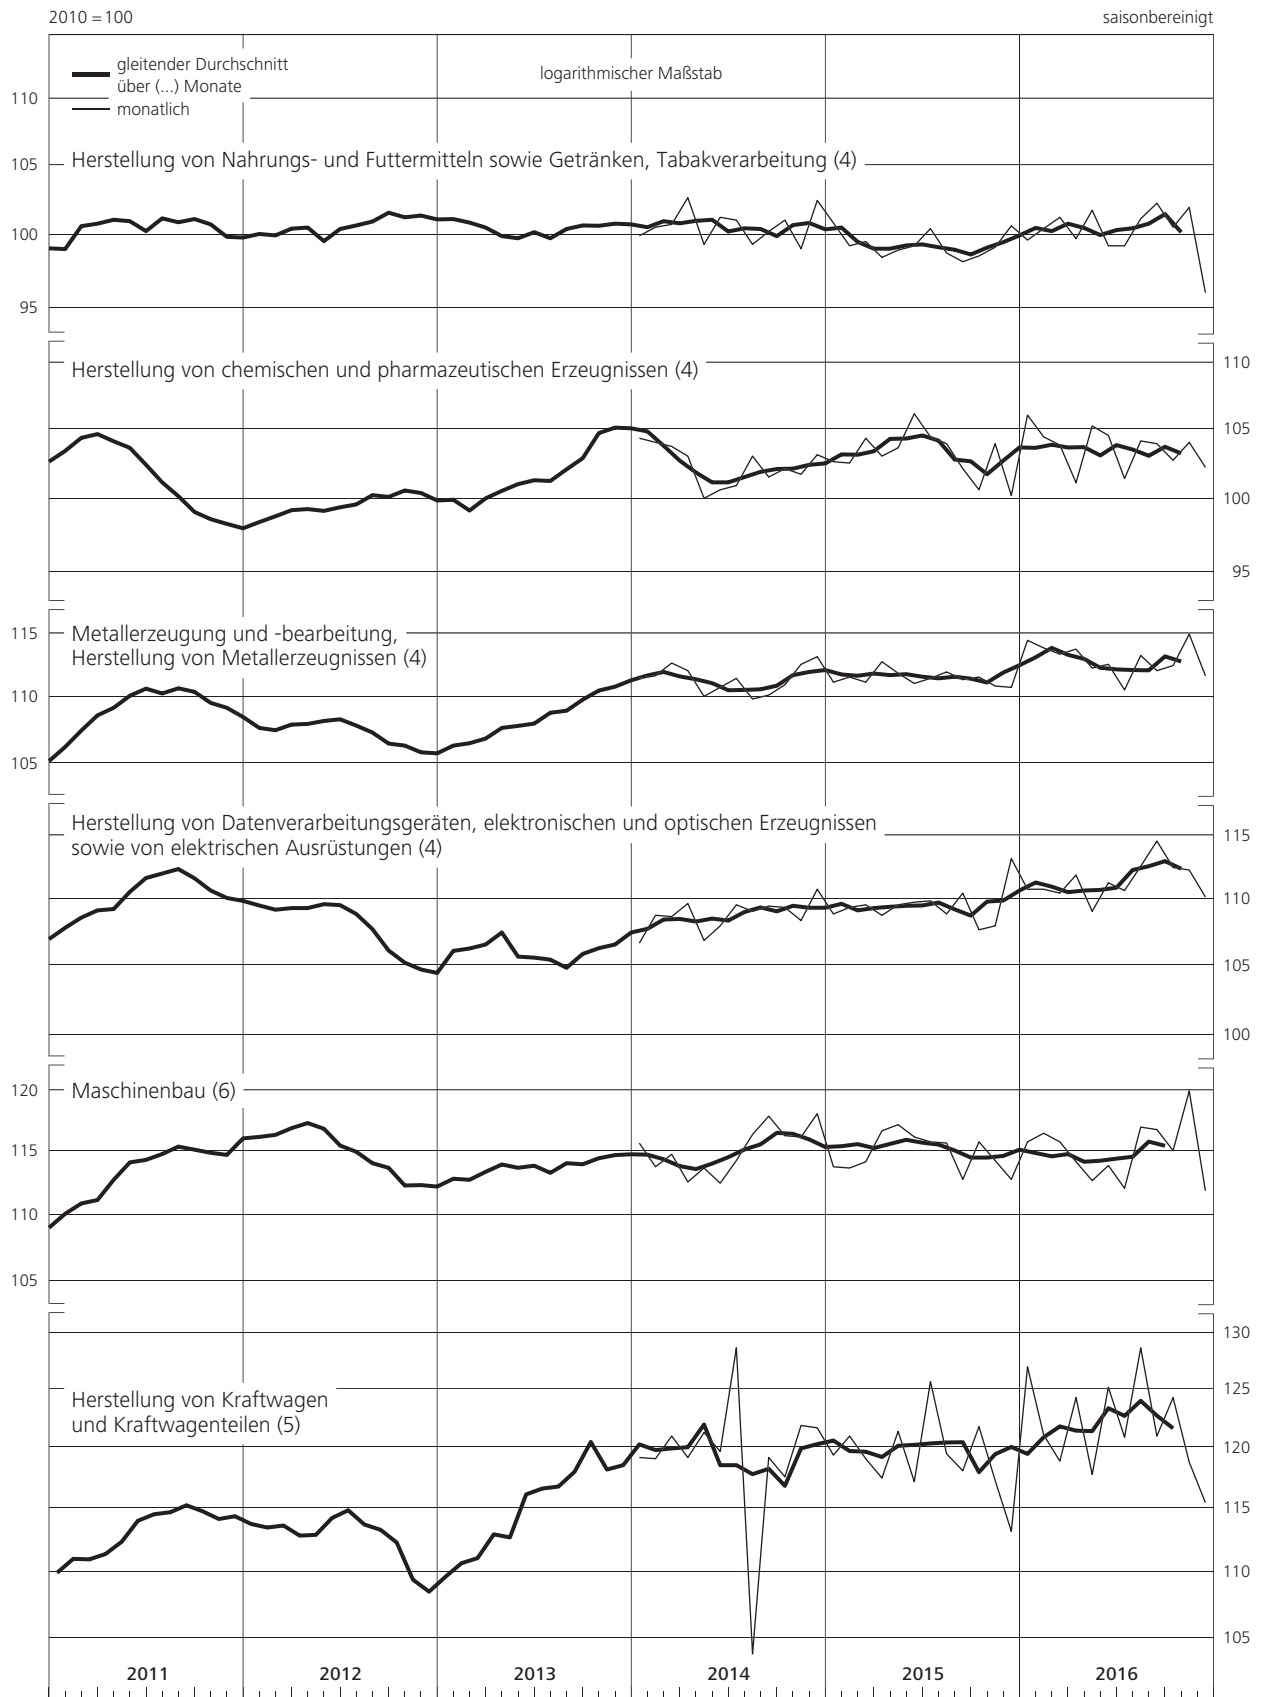 2010 = 100
saisonbereinigt
gleitender Durchschnitt
über (...) Monate
monatlich
logarithmischer Maßstab
110
105
100
95
Herstellung von Nahrungs- und Futtermitteln sowie Getränken, Tabakverarbeitung (4)
Herstellung von chemischen und pharmazeutischen Erzeugnissen (4)
110
105
100
95
Metallerzeugung und -bearbeitung,
Herstellung von Metallerzeugnissen (4)
115
110
105
Herstellung von Datenverarbeitungsgeräten, elektronischen und optischen Erzeugnissen
sowie von elektrischen Ausrüstungen (4)
115
110
105
100
Maschinenbau (6)
120
115
110
105
Herstellung von Kraftwagen
und Kraftwagenteilen (5)
130
125
120
115
110
105
2011 2012 2013 2014 2015 2016